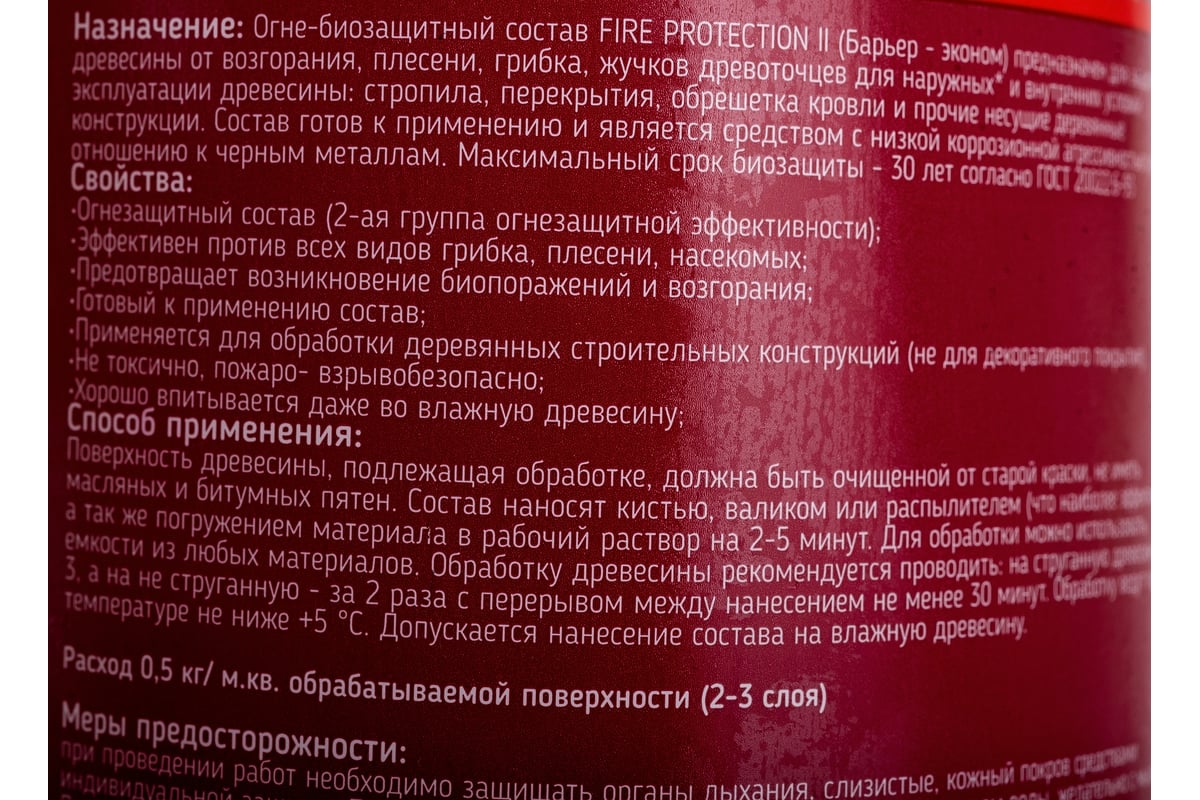 Назначение: Огне-биозащитный состав FIRE PROTECTION II (Барьер - эконом) предназначен для
древесины от возгорания, плесени, грибка, жучков древоточцев для наружных* и внутренних
эксплуатации древесины: стропила, перекрытия, обрешетка кровли и прочие несущие деревянные
конструкции. Состав готов к применению и является средством с низкой коррозионной
отношению к черным металлам. Максимальный срок биозащиты - 30 лет согласно ГОСТ
Свойства:
·Огнезащитный состав (2-ая группа огнезащитной эффективности);
·Эффективен против всех видов грибка, плесени, насекомых;
·Предотвращает возникновение биопоражений и возгорания;
·Готовый к применению состав;
·Применяется для обработки деревянных строительных конструкций (не для декоративного
·Не токсично, пожаро- взрывобезопасно;
·Хорошо впитывается даже во влажную древесину;
Способ применения:
Поверхность древесины, подлежащая обработке, должна быть очищенной от старой краски, не
масляных и битумных пятен. Состав наносят кистью, валиком или распылителем (что наиболее
а так же погружением материала в рабочий раствор на 2-5 минут. Для обработки можно
емкости из любых материалов. Обработку древесины рекомендуется проводить: на струганную
3, а на не струганную - за 2 раза с перерывом между нанесением не менее 30 минут. Обработку
температуре не ниже +5 °С. Допускается нанесение состава на влажную древесину.
Расход 0,5 кг/ м.кв. обрабатываемой поверхности (2-3 слоя)
Меры предосторожности:
при проведении работ необходимо защищать органы дыхания, слизистые, кожный покров средствами
индивидуальной